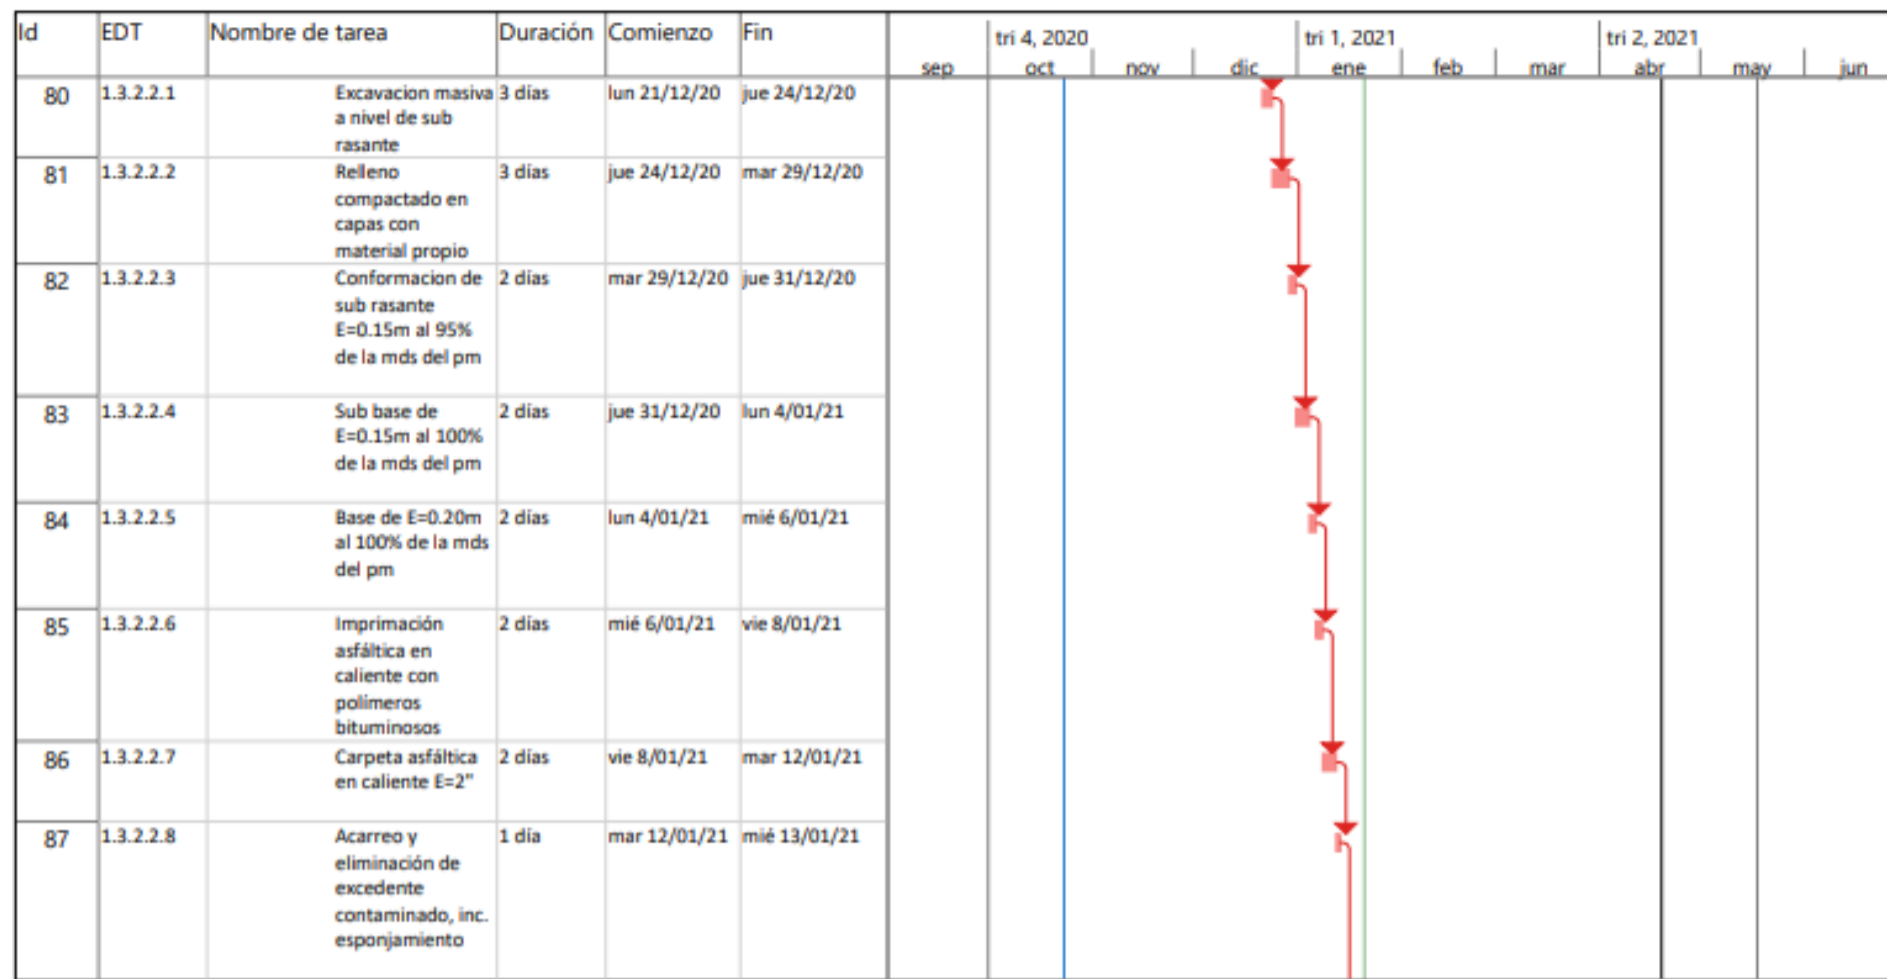 Id EDT Nombre de tarea Duración Comienzo Fin
tri 4, 2020 tri 1, 2021 tri 2, 2021
sep oct nov dic ene feb mar abr may jun
80 1.3.2.2.1 Excavacion masiva 3 días lun 21/12/20 jue 24/12/20
a nivel de sub
rasante
81 1.3.2.2.2 Relleno 3 días jue 24/12/20 mar 29/12/20
compactado en
capas con
material propio
82 1.3.2.2.3 Conformacion de 2 días mar 29/12/20 jue 31/12/20
sub rasante
E=0.15m al 95%
de la mds del pm
83 1.3.2.2.4 Sub base de 2 días jue 31/12/20 lun 4/01/21
E=0.15m al 100%
de la mds del pm
84 1.3.2.2.5 Base de E=0.20m 2 días lun 4/01/21 mié 6/01/21
al 100% de la mds
del pm
85 1.3.2.2.6 Imprimación 2 días mié 6/01/21 vie 8/01/21
asfáltica en
caliente con
polímeros
bituminosos
86 1.3.2.2.7 Carpeta asfáltica 2 días vie 8/01/21 mar 12/01/21
en caliente E=2"
87 1.3.2.2.8 Acarreo y 1 día mar 12/01/21 mié 13/01/21
eliminación de
excedente
contaminado, inc.
esponjamiento